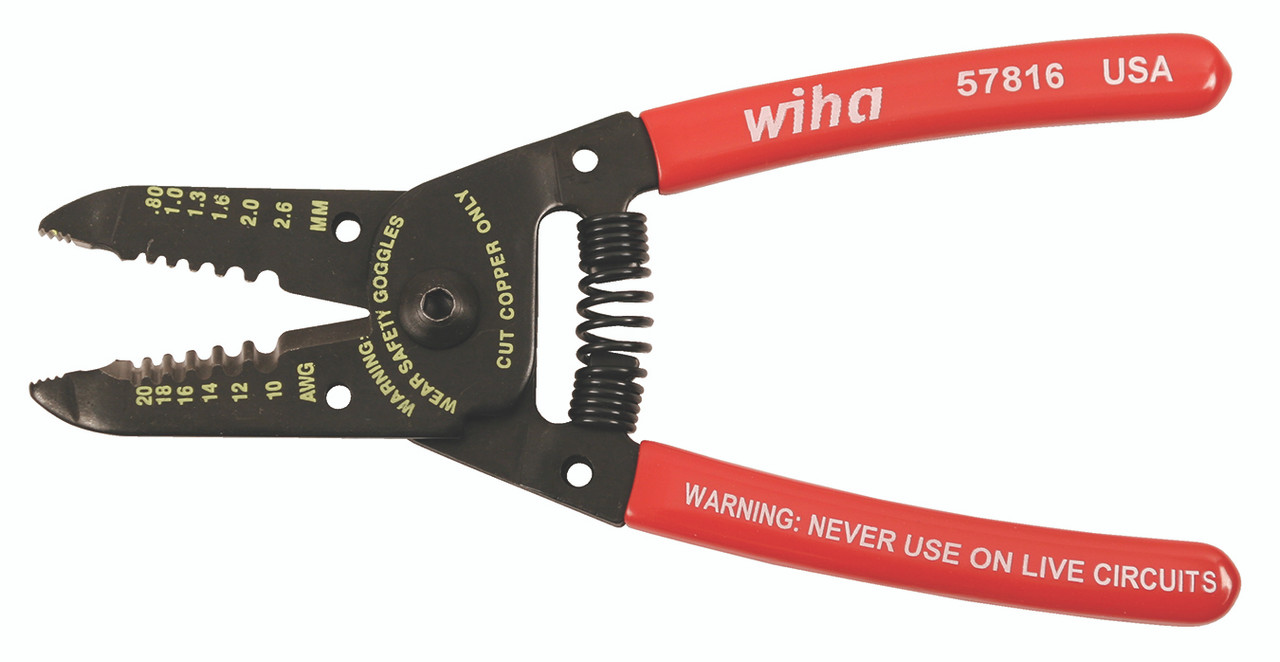 wiha 57816 USA
.80 1.0 1.3 1.6 2.0 2.6 MM
WARNING:
WEAR SAFETY GOGGLES
CUT COPPER ONLY
20 18 16 14 12 10 AWG
WARNING: NEVER USE ON LIVE CIRCUITS